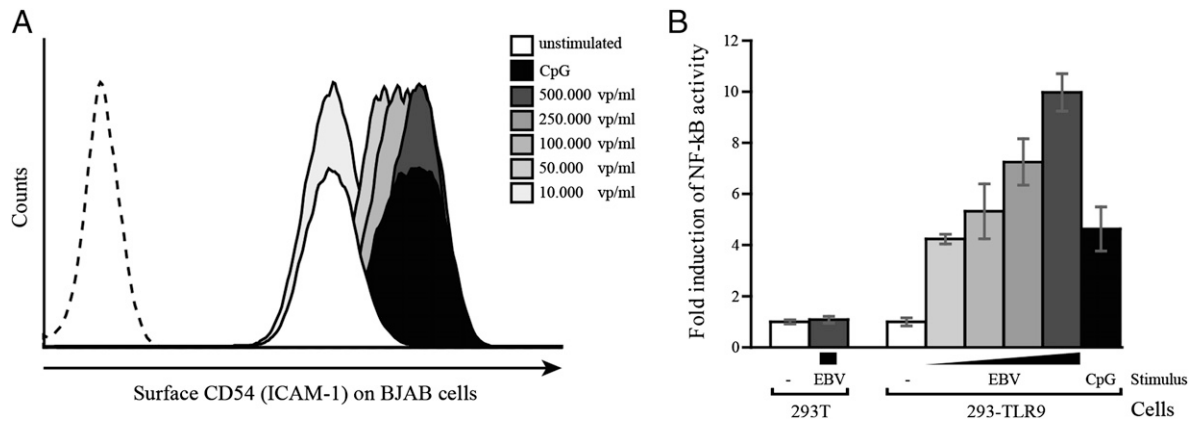 A
Counts
Surface CD54 (ICAM-1) on BJAB cells
unstimulated
CpG
500.000 vp/ml
250.000 vp/ml
100.000 vp/ml
50.000 vp/ml
10.000 vp/ml
B
Fold induction of NF-kB activity
12
10
8
6
4
2
0
- EBV - EBV CpG Stimulus
293T 293-TLR9 Cells